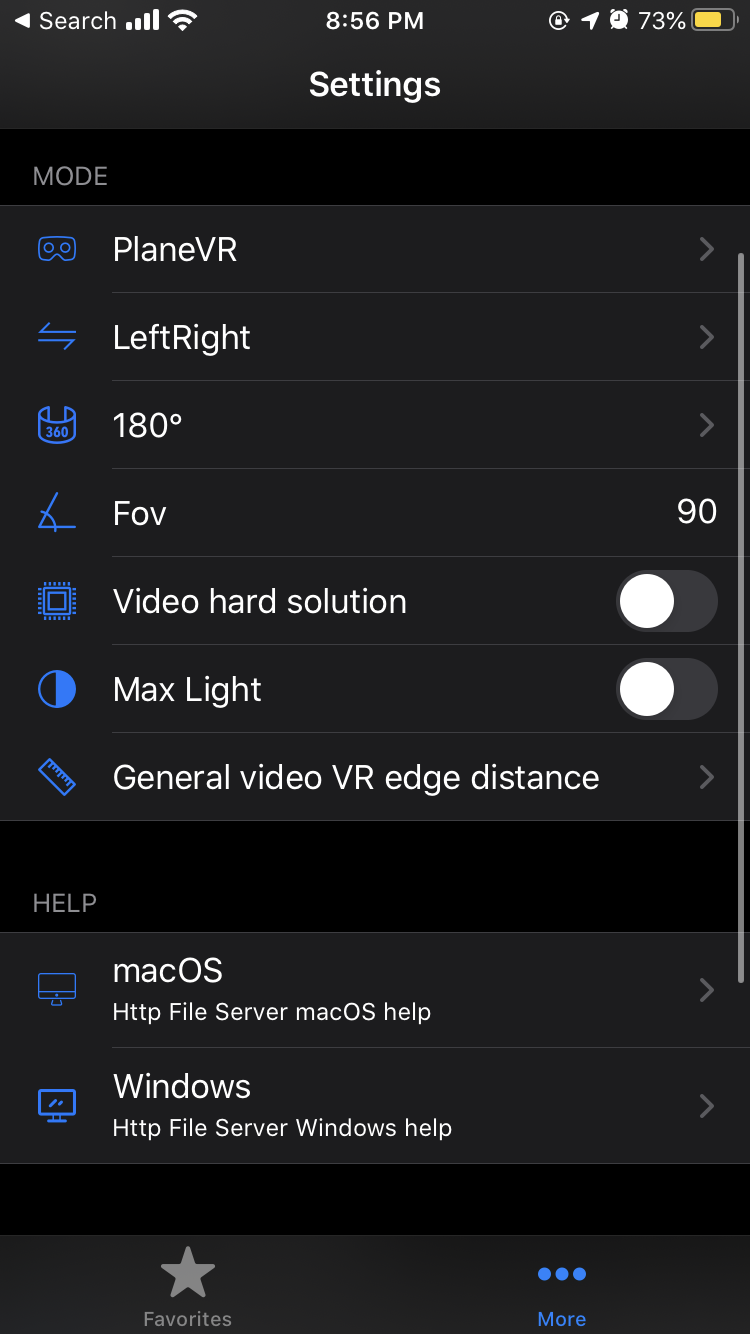 Search 8:56 PM 73%
Settings
MODE
PlaneVR
LeftRight
360 180°
Fov 90
Video hard solution
Max Light
General video VR edge distance
HELP
macOS
Http File Server macOS help
Windows
Http File Server Windows help
Favorites More